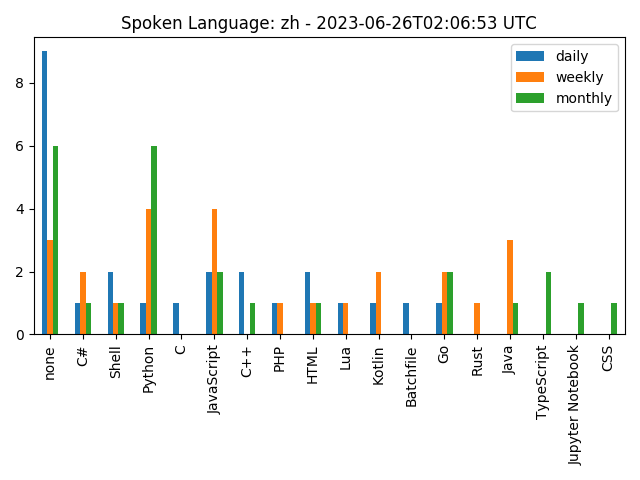 Spoken Language: zh - 2023-06-26T02:06:53 UTC
daily
weekly
monthly
8
6
4
2
0
none
C#
Shell
Python
C
JavaScript
C++
PHP
HTML
Lua
Kotlin
Batchfile
Go
Rust
Java
TypeScript
Jupyter Notebook
CSS